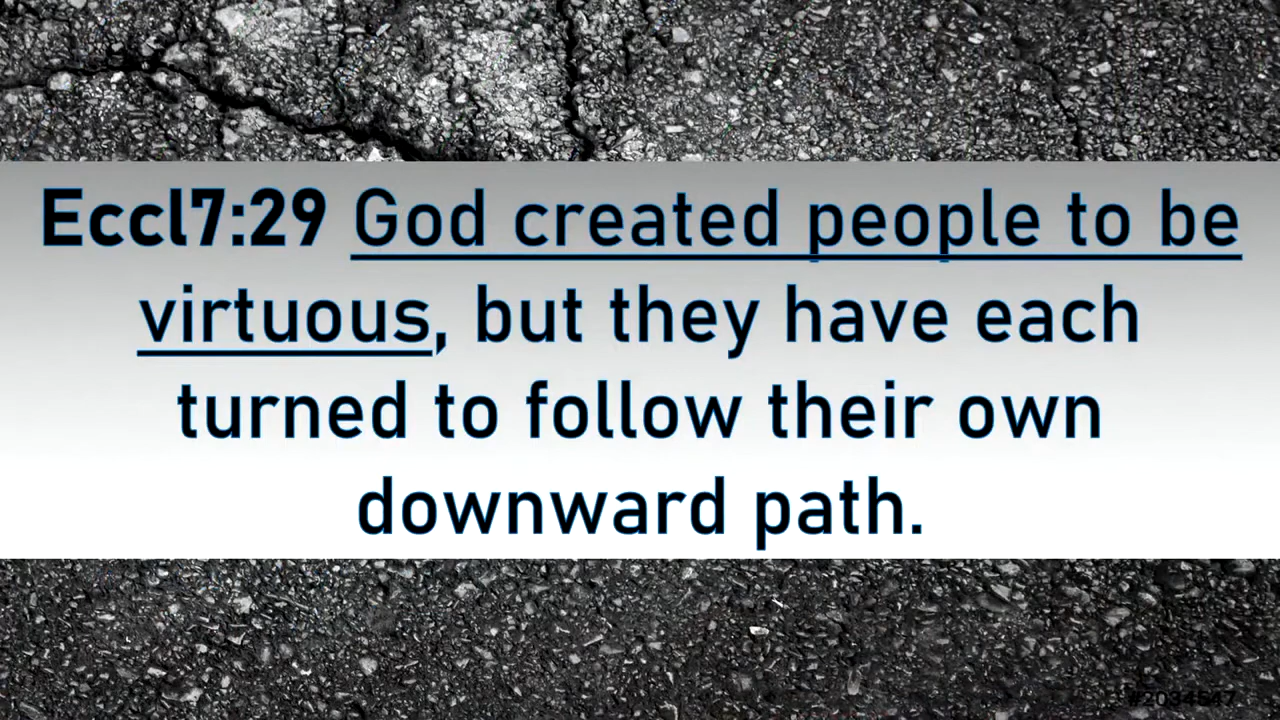 Eccl7:29 God created people to be
virtuous, but they have each
turned to follow their own
downward path.